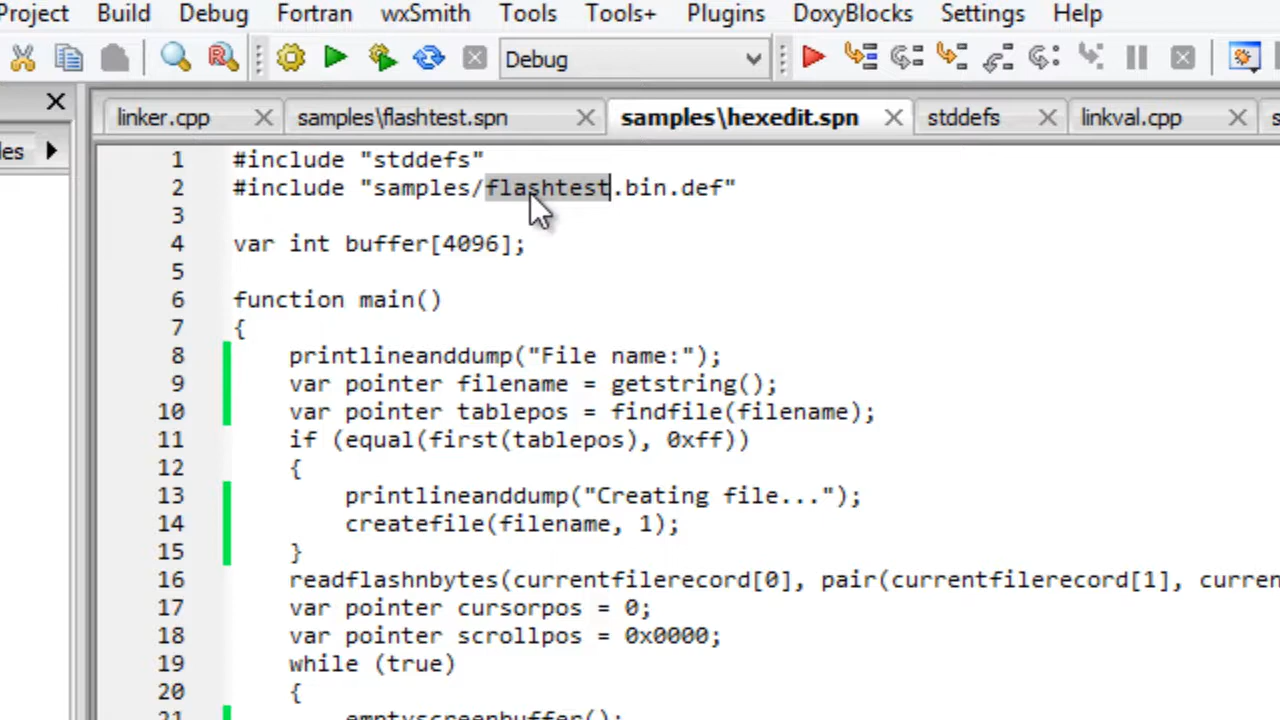 Project Build Debug Fortran wxSmith Tools Tools+ Plugins DoxyBlocks Settings Help
Debug
linker.cpp samples\flashtest.spn samples\hexedit.spn stddefs linkval.cpp s
les
1 #include "stddefs"
2 #include "samples/flashtest.bin.def"
3
4 var int buffer[4096];
5
6 function main()
7 {
8 printlineanddump("File name:");
9 var pointer filename = getstring();
10 var pointer tablepos = findfile(filename);
11 if (equal(first(tablepos), 0xff))
12 {
13 printlineanddump("Creating file...");
14 createfile(filename, 1);
15 }
16 readflashnbytes(currentfilerecord[0], pair(currentfilerecord[1], curren
17 var pointer cursorpos = 0;
18 var pointer scrollpos = 0x0000;
19 while (true)
20 {
21 emptyscreenbuffer();